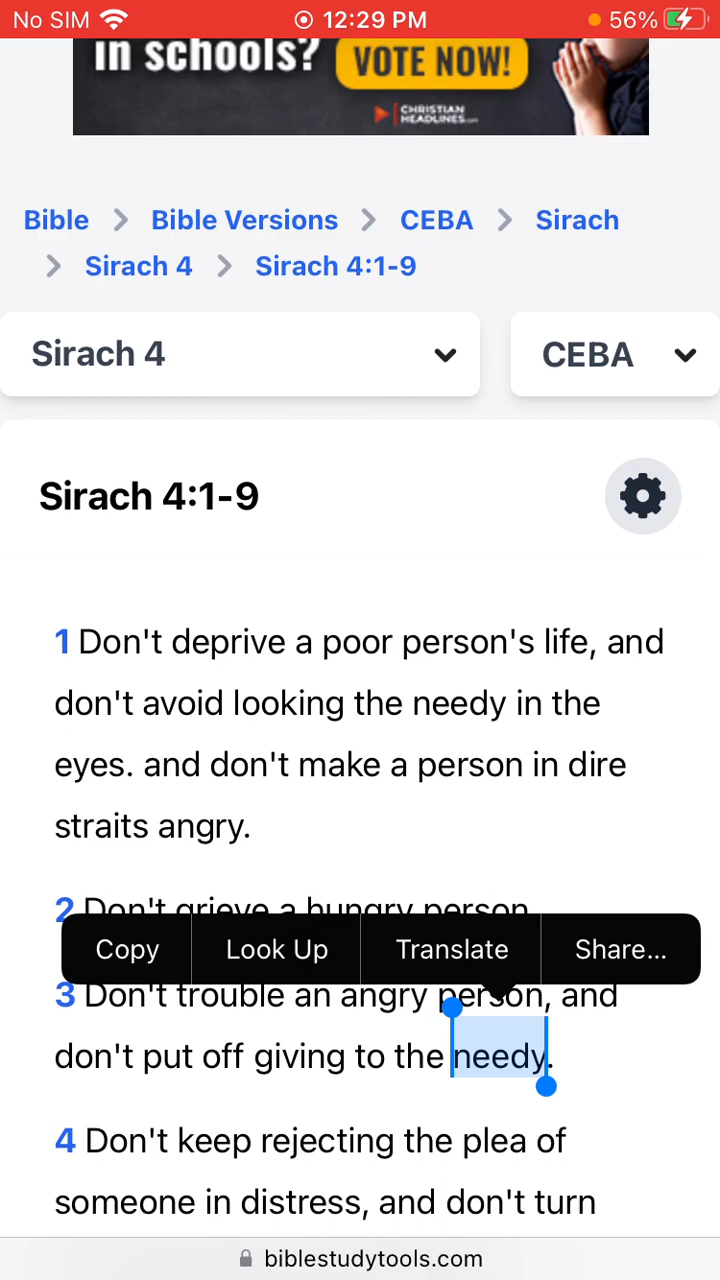 No SIM 12:29 PM 56%
in schools? VOTE NOW!
CHRISTIAN
HEADLINES.com
Bible > Bible Versions > CEBA > Sirach
> Sirach 4 > Sirach 4:1-9
Sirach 4 CEBA
Sirach 4:1-9
1 Don't deprive a poor person's life, and
don't avoid looking the needy in the
eyes. and don't make a person in dire
straits angry.
2 Don't grieve a hungry person
Copy Look Up Translate Share...
3 Don't trouble an angry person, and
don't put off giving to the needy.
4 Don't keep rejecting the plea of
someone in distress, and don't turn
biblestudytools.com